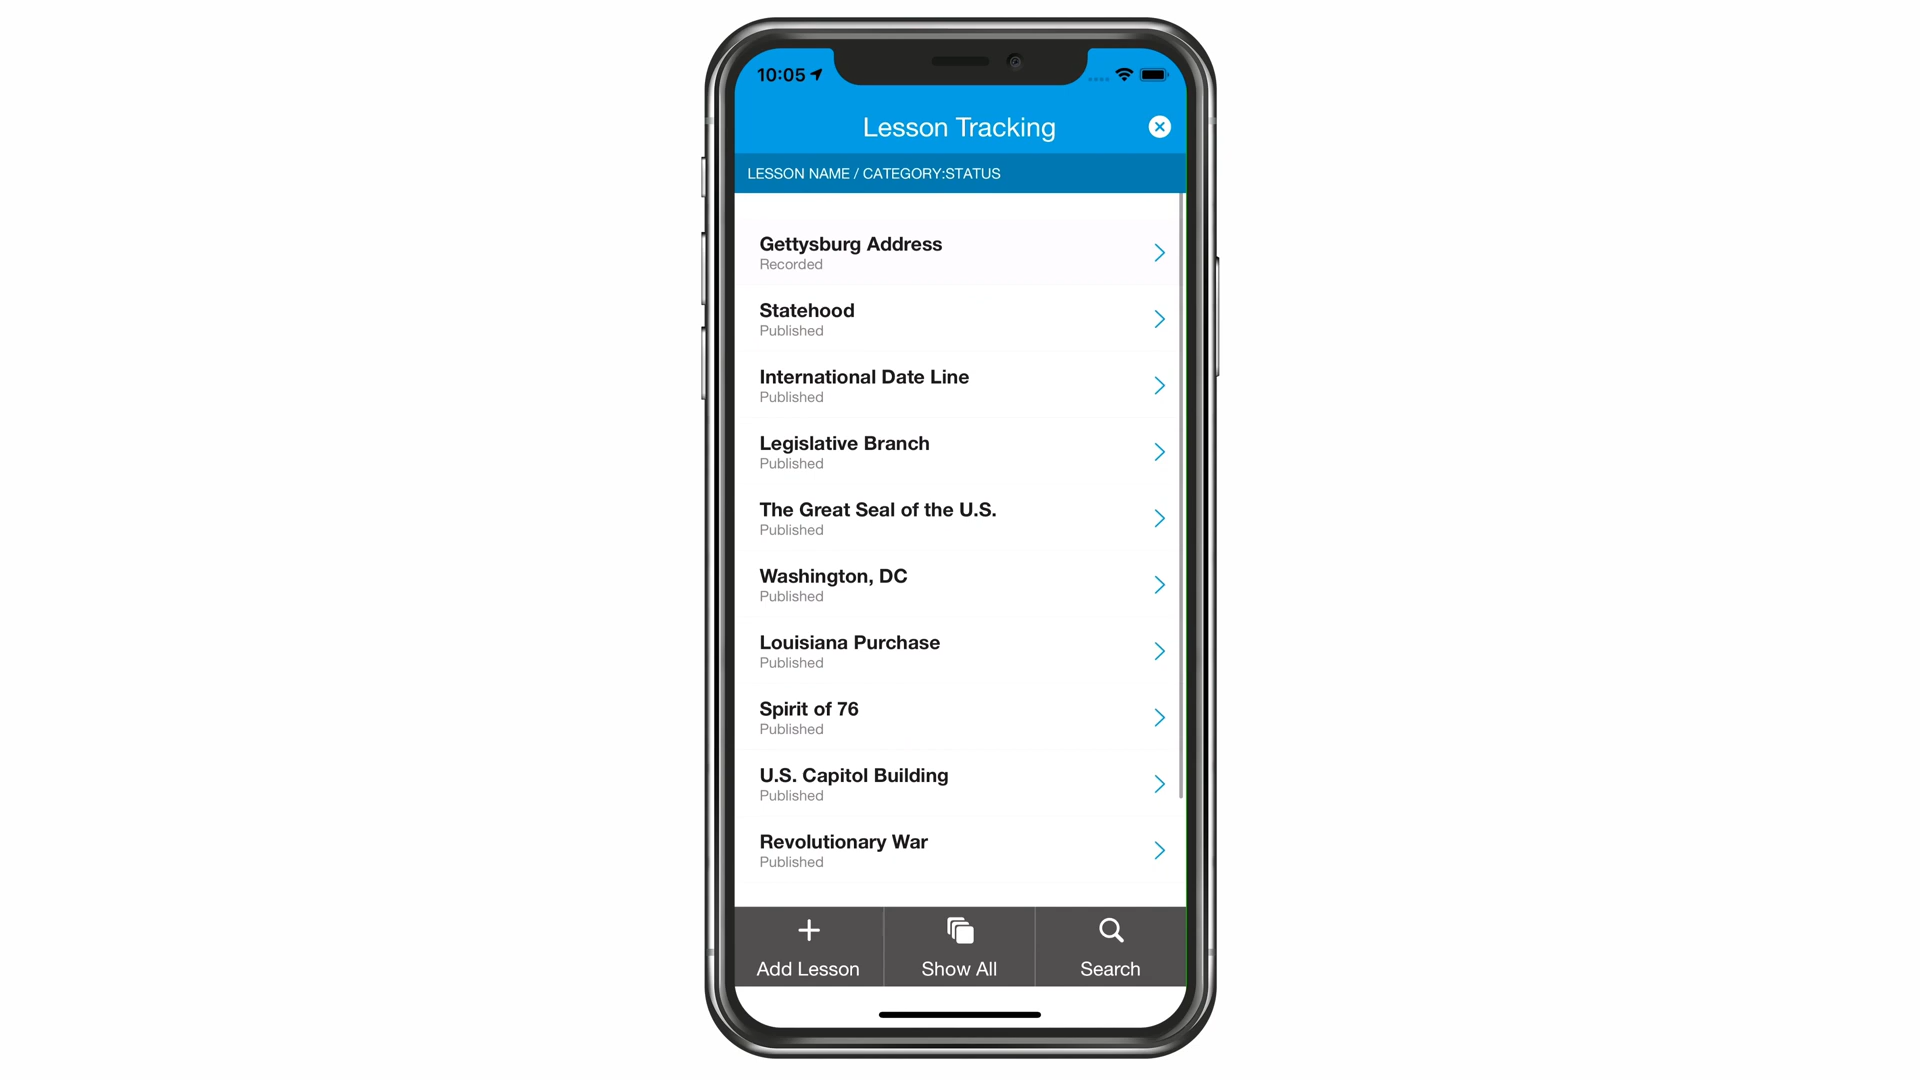 10:05
Lesson Tracking
LESSON NAME / CATEGORY:STATUS
Gettysburg Address
Recorded
Statehood
Published
International Date Line
Published
Legislative Branch
Published
The Great Seal of the U.S.
Published
Washington, DC
Published
Louisiana Purchase
Published
Spirit of 76
Published
U.S. Capitol Building
Published
Revolutionary War
Published
Add Lesson
Show All
Search